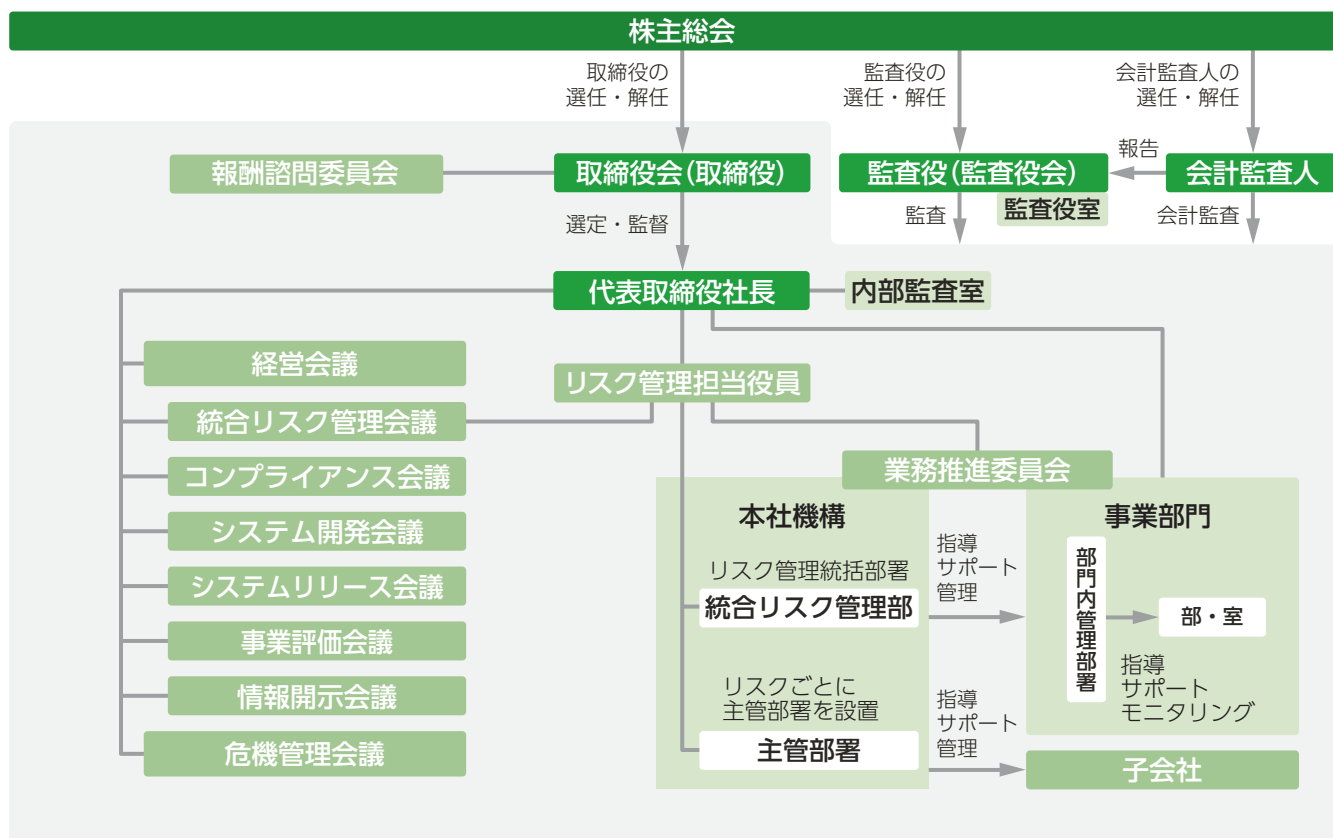 株主総会
取締役の
選任・解任
監査役の
選任・解任
会計監査人の
選任・解任
報酬諮問委員会
取締役会(取締役)
監査役(監査役会)
報告
会計監査人
監査役室
選定・監督
監査
会計監査
代表取締役社長
内部監査室
経営会議
リスク管理担当役員
統合リスク管理会議
コンプライアンス会議
システム開発会議
システムリリース会議
事業評価会議
情報開示会議
危機管理会議
業務推進委員会
本社機構
リスク管理統括部署
統合リスク管理部
リスクごとに
主管部署を設置
主管部署
指導
サポート
管理
指導
サポート
管理
事業部門
部門内管理部署
部・室
指導
サポート
モニタリング
子会社